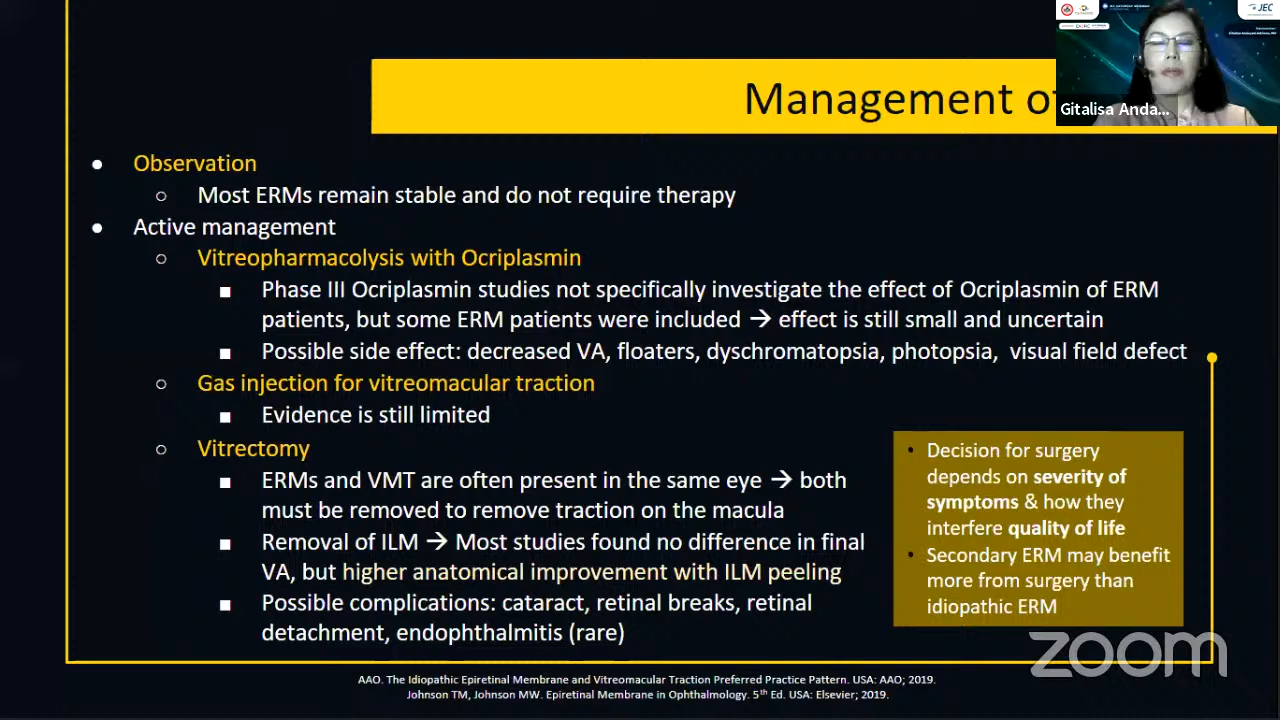 Management of
JEC
Gitalisa Anda...
● Observation
○ Most ERMs remain stable and do not require therapy
● Active management
○ Vitreopharmacolysis with Ocriplasmin
■ Phase III Ocriplasmin studies not specifically investigate the effect of Ocriplasmin of ERM
patients, but some ERM patients were included → effect is still small and uncertain
■ Possible side effect: decreased VA, floaters, dyschromatopsia, photopsia, visual field defect
○ Gas injection for vitreomacular traction
■ Evidence is still limited
○ Vitrectomy
■ ERMs and VMT are often present in the same eye → both
must be removed to remove traction on the macula
■ Removal of ILM → Most studies found no difference in final
VA, but higher anatomical improvement with ILM peeling
■ Possible complications: cataract, retinal breaks, retinal
detachment, endophthalmitis (rare)
• Decision for surgery
depends on severity of
symptoms & how they
interfere quality of life
• Secondary ERM may benefit
more from surgery than
idiopathic ERM
zoom
AAO. The Idiopathic Epiretinal Membrane and Vitreomacular Traction Preferred Practice Pattern. USA: AAO; 2019.
Johnson TM, Johnson MW. Epiretinal Membrane in Ophthalmology. 5th Ed. USA: Elsevier; 2019.